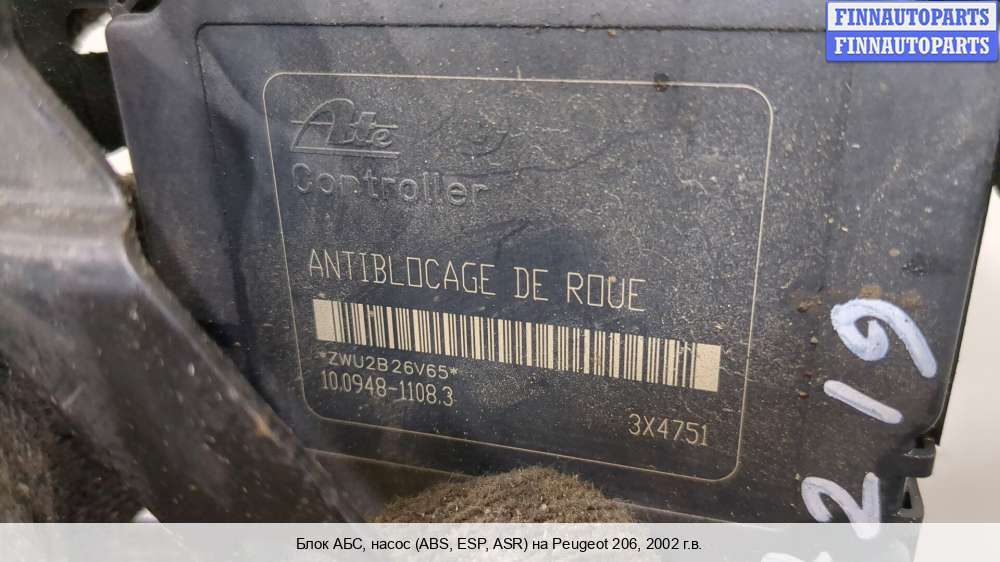 FINNAUTOPARTS
FINNAUTOPARTS
Ate
Controller
ANTIBLOCAGE DE ROUE
*ZWU2B26V65*
10.0948-1108.3
3X4751
219
Блок АБС, насос (ABS, ESP, ASR) на Peugeot 206, 2002 г.в.